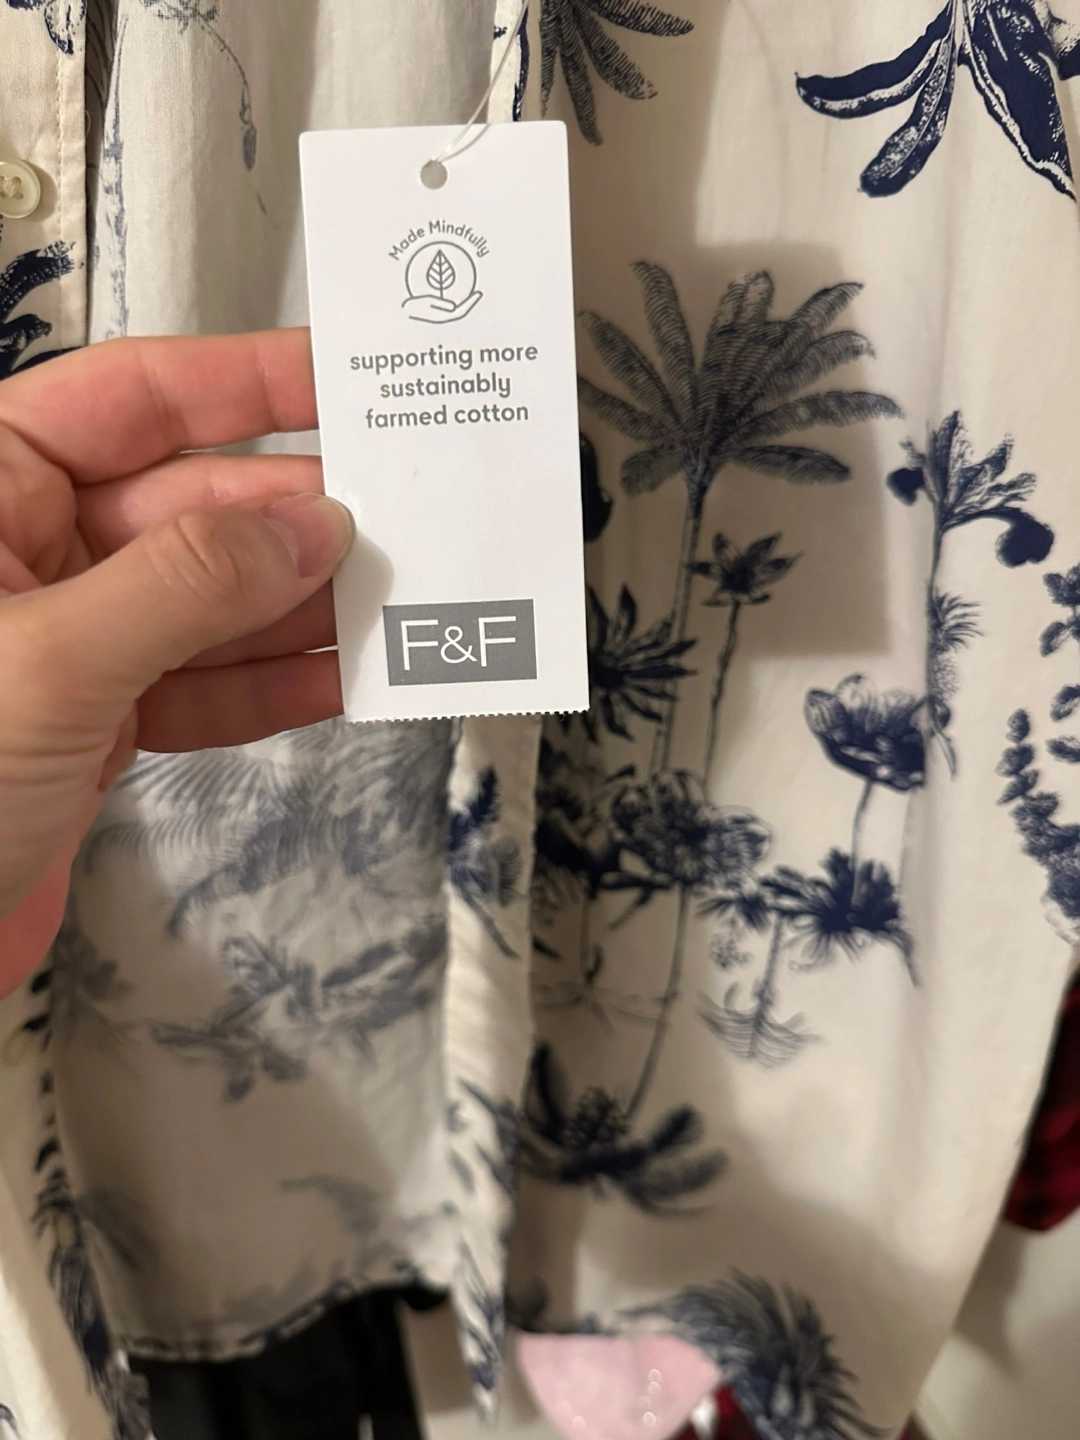 Made Mindfully
supporting more
sustainably
farmed cotton
F&F